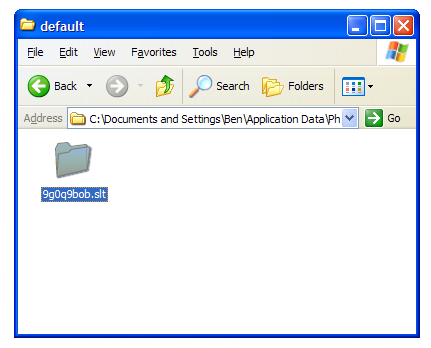 default
File Edit View Favorites Tools Help
Back Search Folders
Address C:\Documents and Settings\Ben\Application Data\Ph Go
9g0q9bob.slt